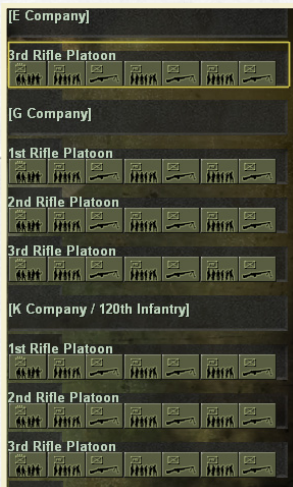 [E Company]
3rd Rifle Platoon
[G Company]
1st Rifle Platoon
2nd Rifle Platoon
3rd Rifle Platoon
[K Company / 120th Infantry]
1st Rifle Platoon
2nd Rifle Platoon
3rd Rifle Platoon